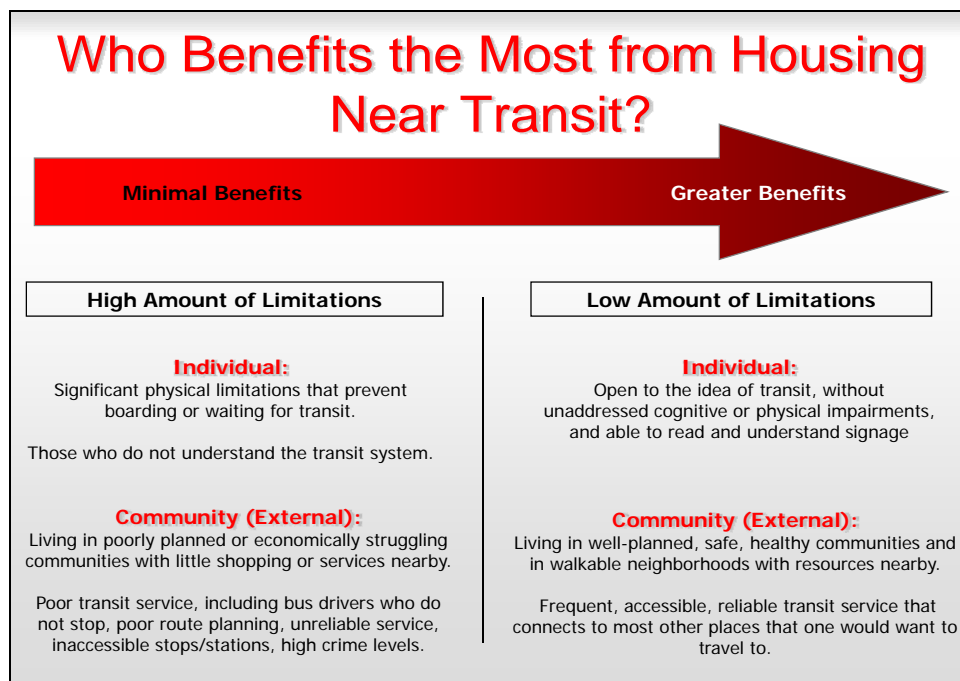 Who Benefits the Most from Housing
Near Transit?
Minimal Benefits
Greater Benefits
High Amount of Limitations
Individual:
Significant physical limitations that prevent
boarding or waiting for transit.
Those who do not understand the transit system.
Community (External):
Living in poorly planned or economically struggling
communities with little shopping or services nearby.
Poor transit service, including bus drivers who do
not stop, poor route planning, unreliable service,
inaccessible stops/stations, high crime levels.
Low Amount of Limitations
Individual:
Open to the idea of transit, without
unaddressed cognitive or physical impairments,
and able to read and understand signage
Community (External):
Living in well-planned, safe, healthy communities and
in walkable neighborhoods with resources nearby.
Frequent, accessible, reliable transit service that
connects to most other places that one would want to
travel to.